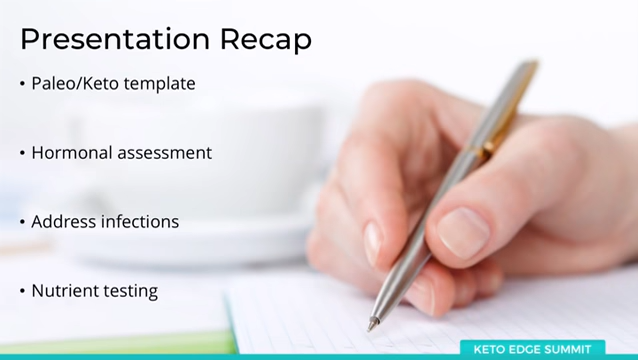 Presentation Recap
• Paleo/Keto template
• Hormonal assessment
• Address infections
• Nutrient testing
KETO EDGE SUMMIT